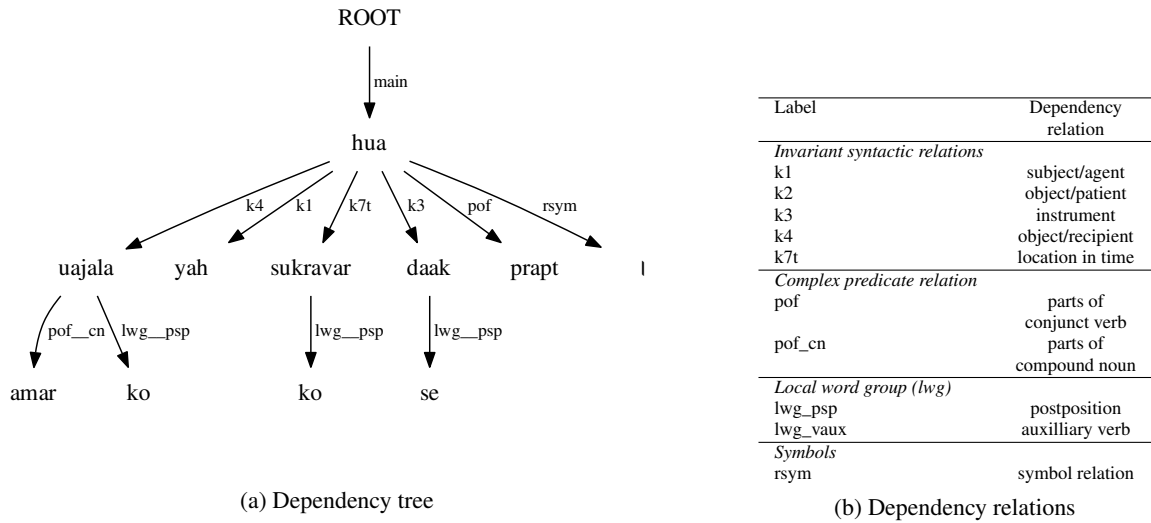 ROOT
main
hua
k4 k1 k7t k3 pof rsym
uajala yah sukravar daak prapt ।
pof__cn lwg__psp lwg__psp lwg__psp
amar ko ko se
(a) Dependency tree
Label Dependency
relation
Invariant syntactic relations
k1 subject/agent
k2 object/patient
k3 instrument
k4 object/recipient
k7t location in time
Complex predicate relation
pof parts of
conjunct verb
pof_cn parts of
compound noun
Local word group (lwg)
lwg_psp postposition
lwg_vaux auxilliary verb
Symbols
rsym symbol relation
(b) Dependency relations